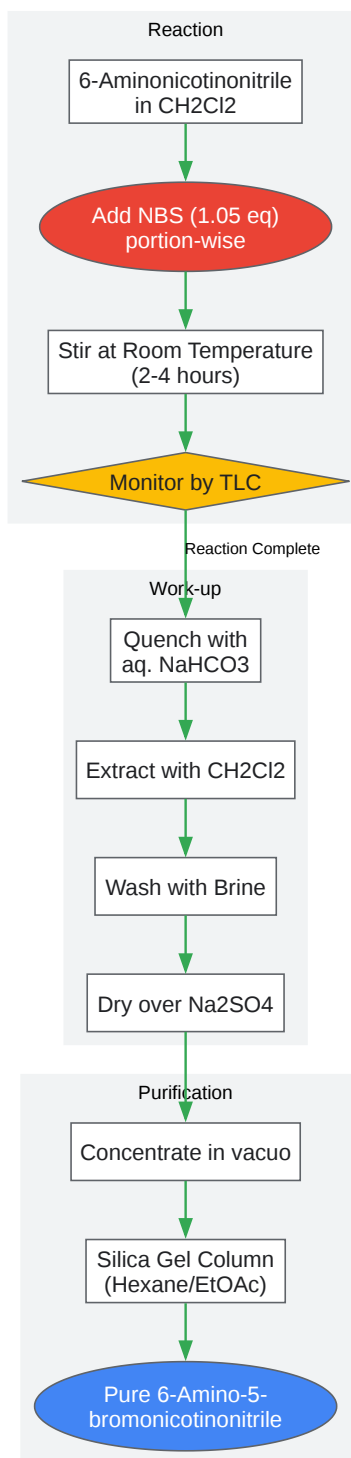 Reaction
6-Aminonicotinonitrile
in CH2Cl2
Add NBS (1.05 eq)
portion-wise
Stir at Room Temperature
(2-4 hours)
Monitor by TLC
Reaction Complete
Work-up
Quench with
aq. NaHCO3
Extract with CH2Cl2
Wash with Brine
Dry over Na2SO4
Purification
Concentrate in vacuo
Silica Gel Column
(Hexane/EtOAc)
Pure 6-Amino-5-
bromonicotinonitrile